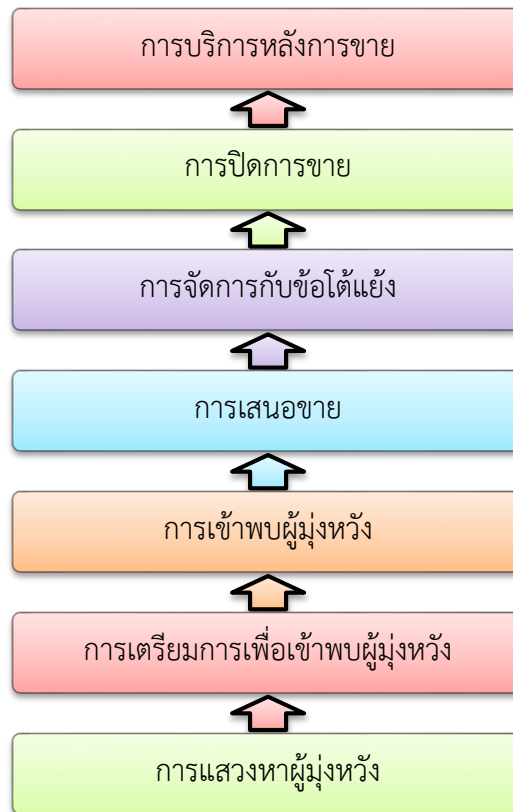 การบริการหลังการขาย
การปิดการขาย
การจัดการกับข้อโต้แย้ง
การเสนอขาย
การเข้าพบผู้มุ่งหวัง
การเตรียมการเพื่อเข้าพบผู้มุ่งหวัง
การแสวงหาผู้มุ่งหวัง